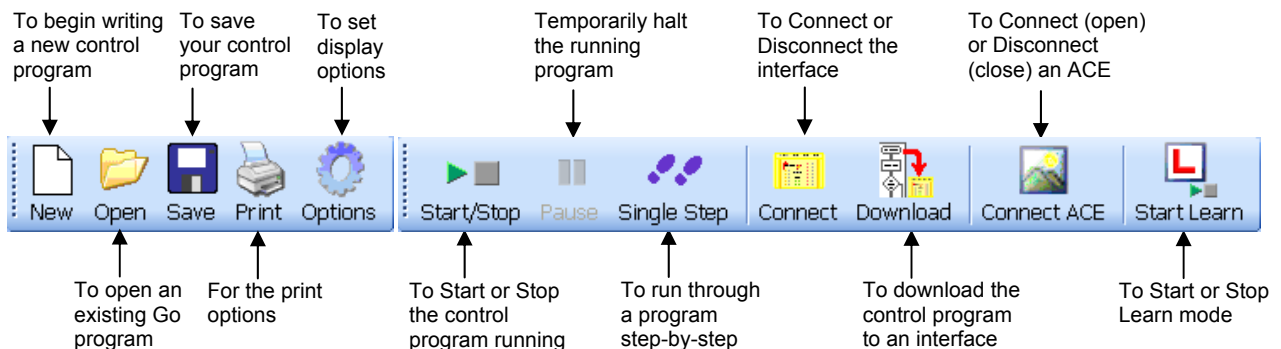 To begin writing
a new control
program
To save
your control
program
To set
display
options
Temporarily halt
the running
program
To Connect or
Disconnect the
interface
To Connect (open)
or Disconnect
(close) an ACE
New Open Save Print Options Start/Stop Pause Single Step Connect Download Connect ACE L Start Learn
To open an
existing Go
program
For the print
options
To Start or Stop
the control
program running
To run through
a program
step-by-step
To download the
control program
to an interface
To Start or Stop
Learn mode